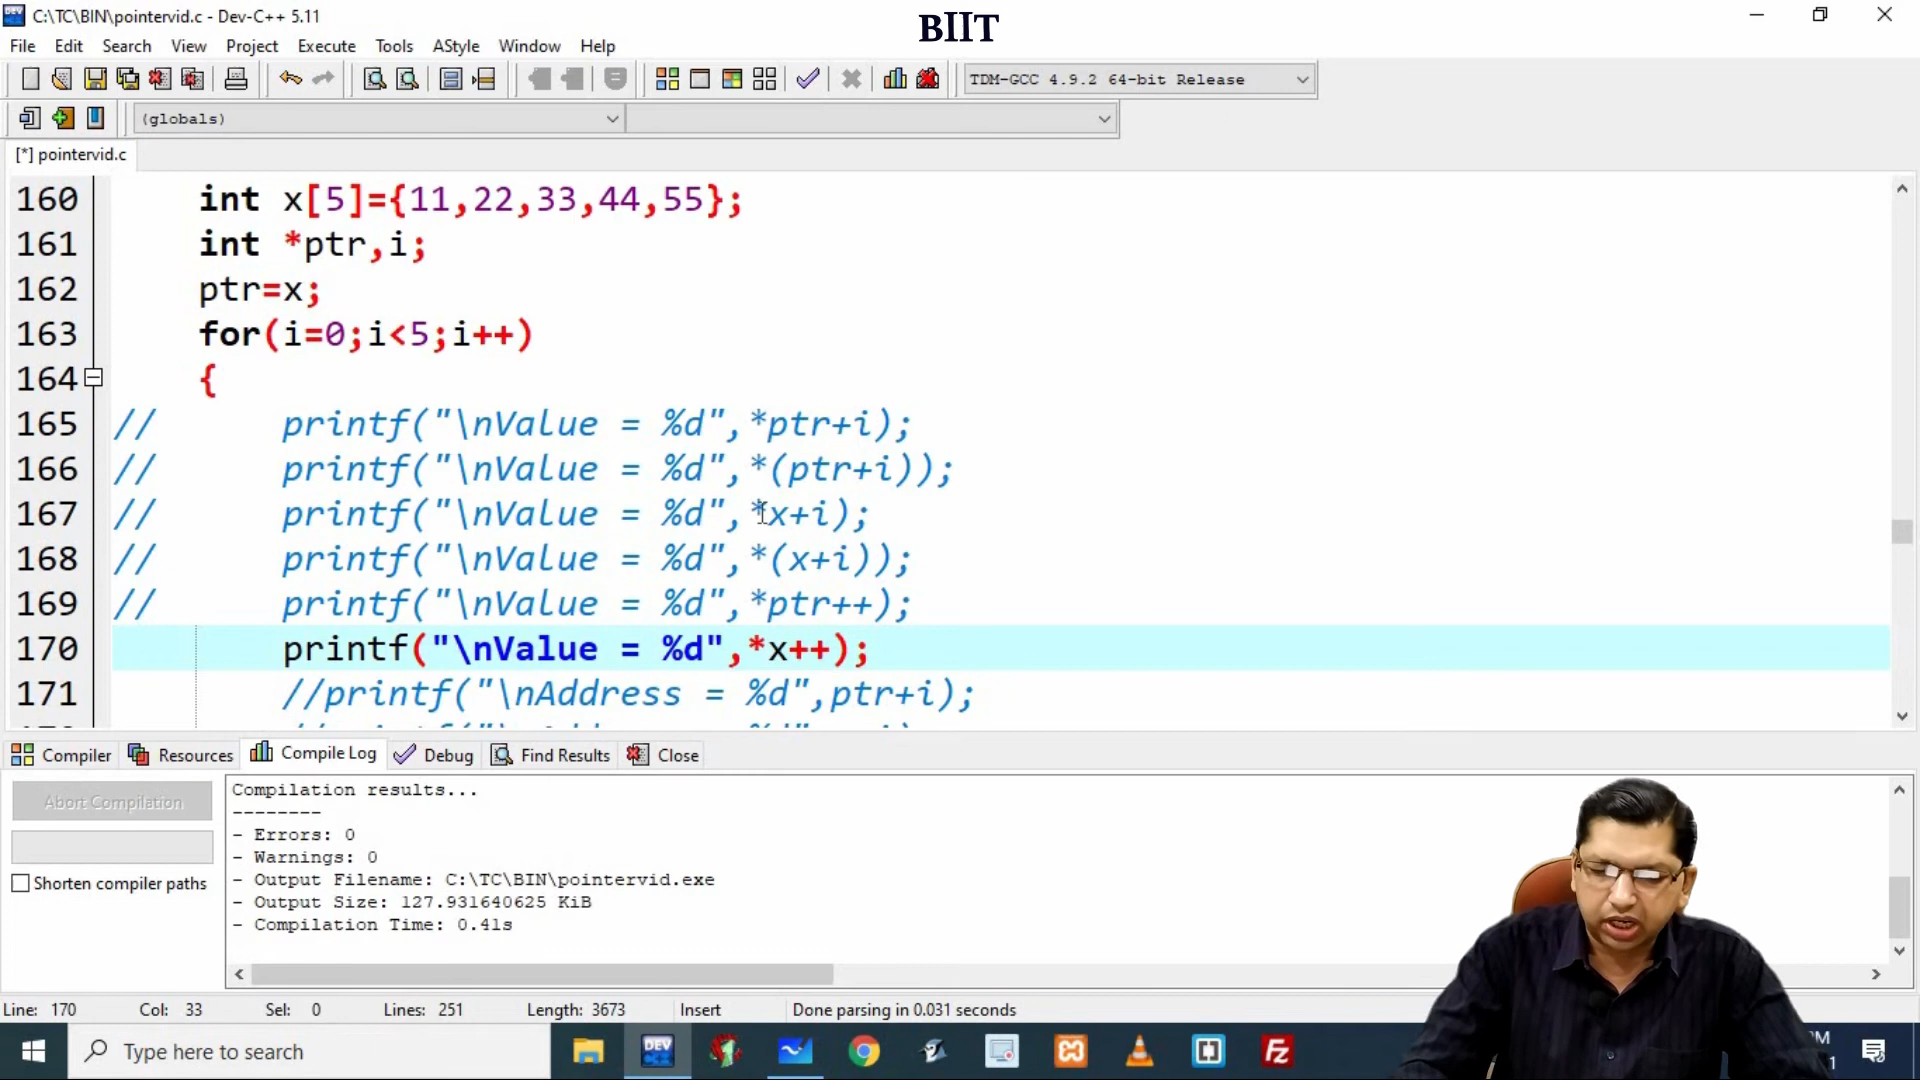 C:\TC\BIN\pointervid.c - Dev-C++ 5.11
BIIT
File Edit Search View Project Execute Tools AStyle Window Help
TDM-GCC 4.9.2 64-bit Release
(globals)
[*] pointervid.c
160 int x[5]={11,22,33,44,55};
161 int *ptr,i;
162 ptr=x;
163 for(i=0;i<5;i++)
164 {
165 // printf("\nValue = %d",*ptr+i);
166 // printf("\nValue = %d",*(ptr+i));
167 // printf("\nValue = %d",*x+i);
168 // printf("\nValue = %d",*(x+i));
169 // printf("\nValue = %d",*ptr++);
170 printf("\nValue = %d",*x++);
171 //printf("\nAddress = %d",ptr+i);
Compiler Resources Compile Log Debug Find Results Close
Abort Compilation
Shorten compiler paths
Compilation results...
--------
- Errors: 0
- Warnings: 0
- Output Filename: C:\TC\BIN\pointervid.exe
- Output Size: 127.931640625 KiB
- Compilation Time: 0.41s
Line: 170 Col: 33 Sel: 0 Lines: 251 Length: 3673 Insert Done parsing in 0.031 seconds
Type here to search
DEV